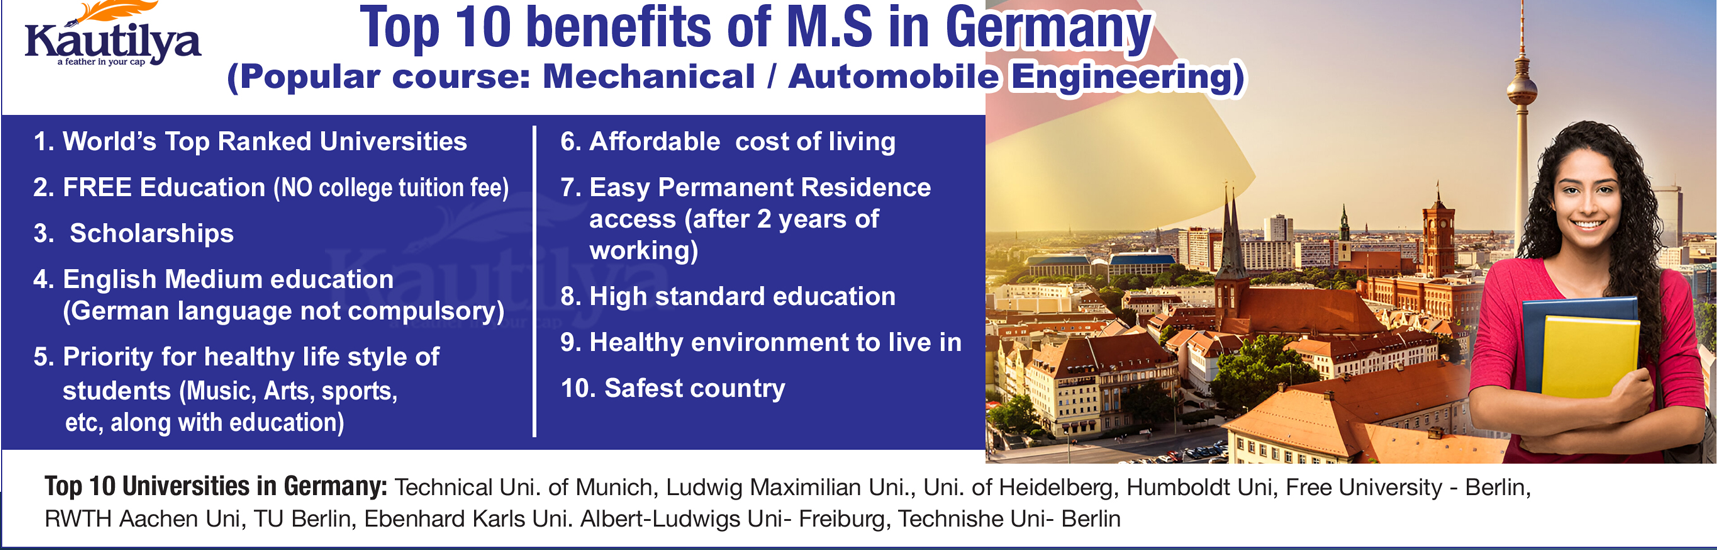 Kautilya
a feather in your cap
Top 10 benefits of M.S in Germany
(Popular course: Mechanical / Automobile Engineering)
1. World's Top Ranked Universities
2. FREE Education (NO college tuition fee)
3. Scholarships
4. English Medium education
(German language not compulsory)
5. Priority for healthy life style of
students (Music, Arts, sports,
etc, along with education)
6. Affordable cost of living
7. Easy Permanent Residence
access (after 2 years of
working)
8. High standard education
9. Healthy environment to live in
10. Safest country
Kautilya
a feather in your cap
Top 10 Universities in Germany: Technical Uni. of Munich, Ludwig Maximilian Uni., Uni. of Heidelberg, Humboldt Uni, Free University - Berlin,
RWTH Aachen Uni, TU Berlin, Ebenhard Karls Uni. Albert-Ludwigs Uni- Freiburg, Technishe Uni- Berlin